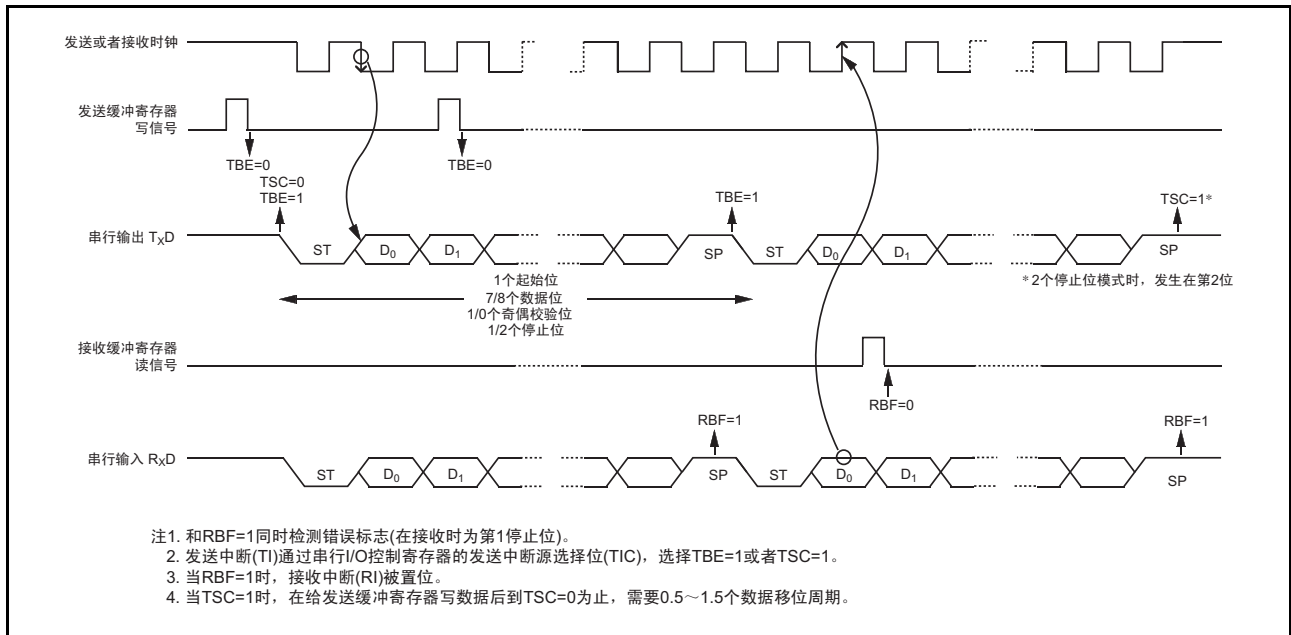 发送或者接收时钟
发送缓冲寄存器
写信号
TBE=0
TBE=0
TSC=0
TBE=1
TBE=1
TSC=1*
串行输出 TXD
ST
D0
D1
SP
ST
D0
D1
SP
*2个停止位模式时，发生在第2位
1个起始位
7/8个数据位
1/0个奇偶校验位
1/2个停止位
接收缓冲寄存器
读信号
RBF=0
RBF=1
RBF=1
串行输入 RXD
ST
D0
D1
SP
ST
D0
D1
SP
注1. 和RBF=1同时检测错误标志(在接收时为第1停止位)。
2. 发送中断(TI)通过串行I/O控制寄存器的发送中断源选择位(TIC)，选择TBE=1或者TSC=1。
3. 当RBF=1时，接收中断(RI)被置位。
4. 当TSC=1时，在给发送缓冲寄存器写数据后到TSC=0为止，需要0.5～1.5个数据移位周期。